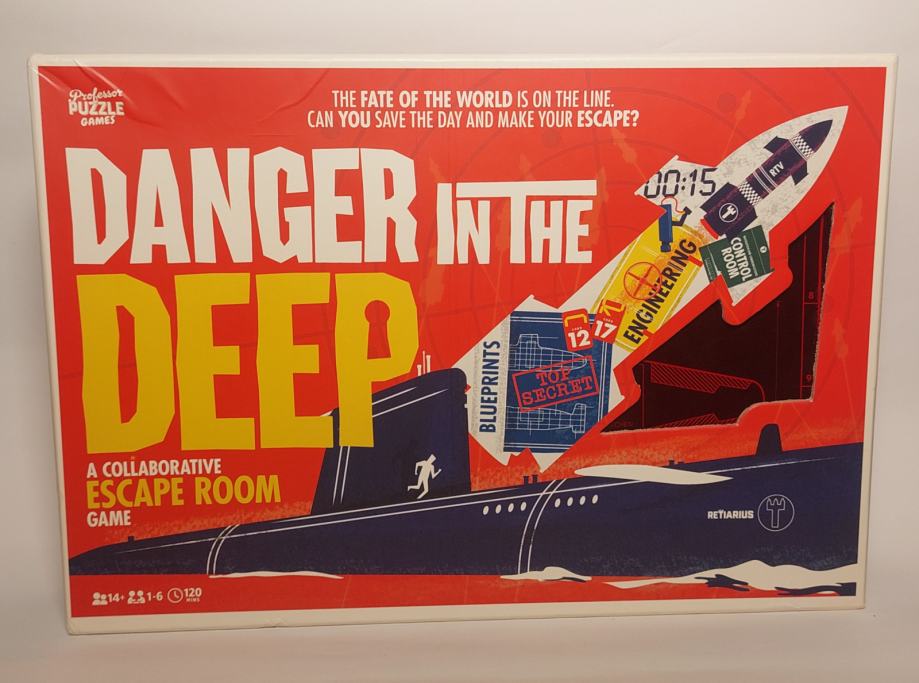 Professor
PUZZLE
GAMES
THE FATE OF THE WORLD IS ON THE LINE.
CAN YOU SAVE THE DAY AND MAKE YOUR ESCAPE?
DANGER IN THE
DEEP
A COLLABORATIVE
ESCAPE ROOM
GAME
00:15
RTV
CONTROL
ROOM
ENGINEERING
17
12
BLUEPRINTS
TOP
SECRET
8
9
RETIARIUS
14+ 1-6 120
MINS